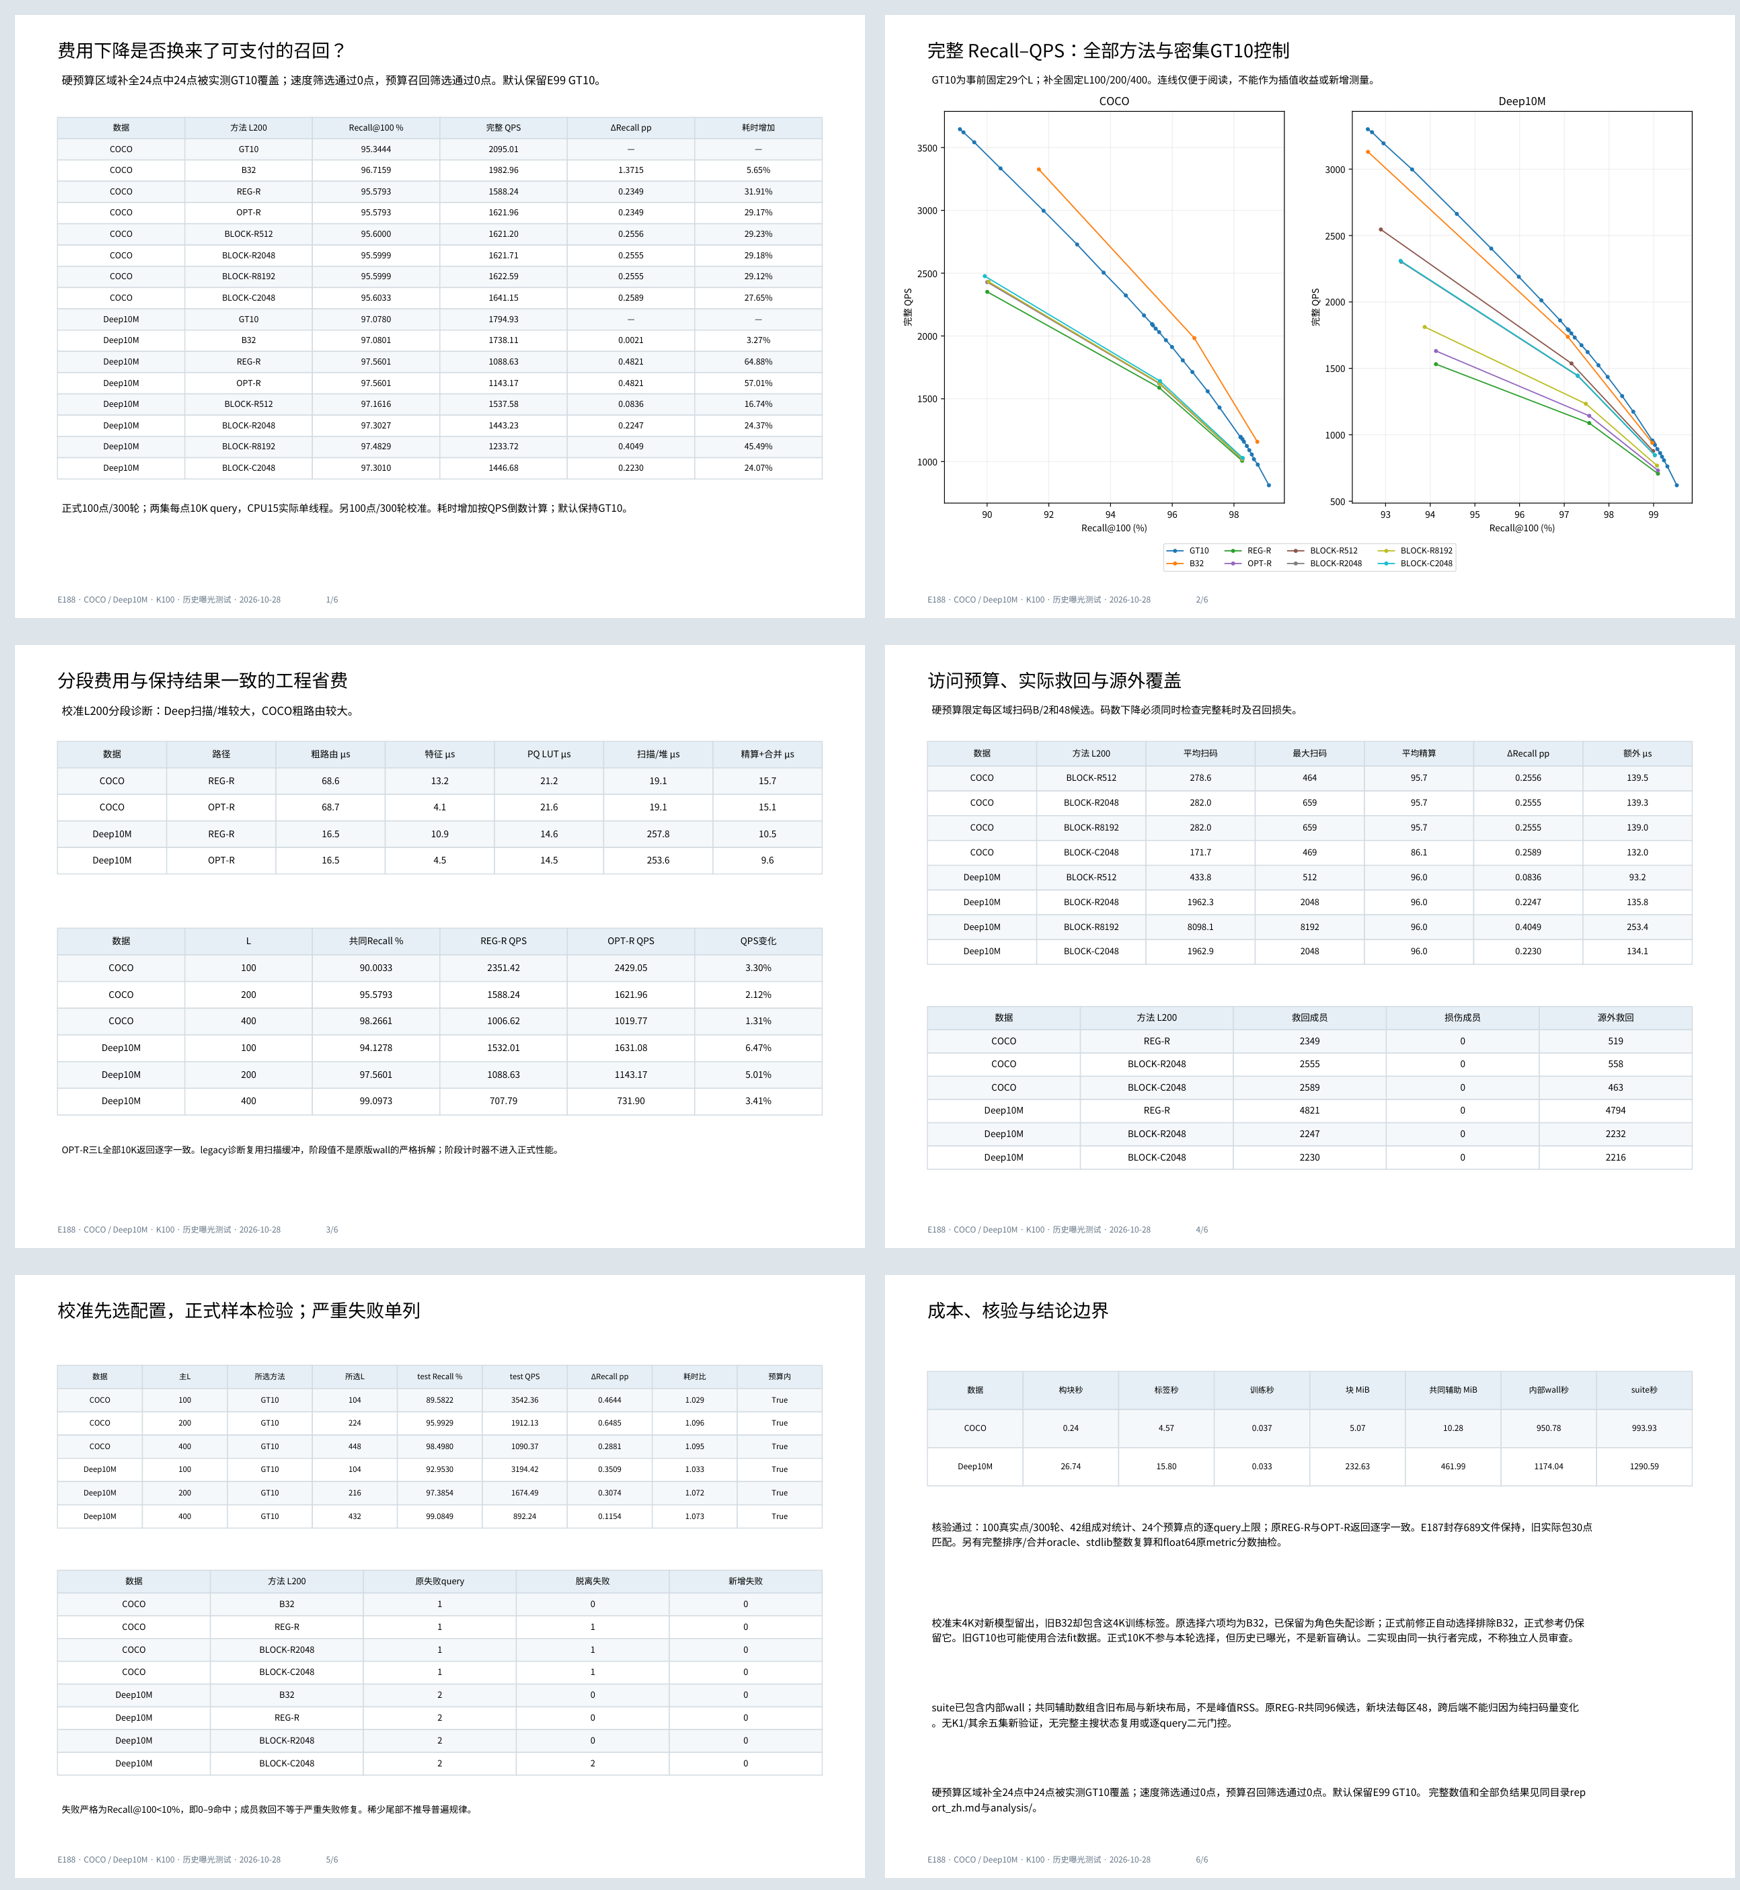 费用下降是否换来了可支付的召回？
硬预算区域补全24点中24点被实测GT10覆盖；速度筛选通过0点，预算召回筛选通过0点。默认保留E99 GT10。
数据 方法 L200 Recall@100 % 完整 QPS ΔRecall pp 耗时增加
COCO GT10 95.3444 2095.01 — —
COCO B32 96.7159 1982.96 1.3715 5.65%
COCO REG-R 95.5793 1588.24 0.2349 31.91%
COCO OPT-R 95.5793 1621.96 0.2349 29.17%
COCO BLOCK-R512 95.6000 1621.20 0.2556 29.23%
COCO BLOCK-R2048 95.5999 1621.71 0.2555 29.18%
COCO BLOCK-R8192 95.5999 1622.59 0.2555 29.12%
COCO BLOCK-C2048 95.6033 1641.15 0.2589 27.65%
Deep10M GT10 97.0780 1794.93 — —
Deep10M B32 97.0801 1738.11 0.0021 3.27%
Deep10M REG-R 97.5601 1088.63 0.4821 64.88%
Deep10M OPT-R 97.5601 1143.17 0.4821 57.01%
Deep10M BLOCK-R512 97.1616 1537.58 0.0836 16.74%
Deep10M BLOCK-R2048 97.3027 1443.23 0.2247 24.37%
Deep10M BLOCK-R8192 97.4829 1233.72 0.4049 45.49%
Deep10M BLOCK-C2048 97.3010 1446.68 0.2230 24.07%
正式100点/300轮；两集每点10K query，CPU15实际单线程。另100点/300轮校准。耗时增加按QPS倒数计算；默认保持GT10。
E188 · COCO / Deep10M · K100 · 历史曝光测试 · 2026-10-28 1/6
完整 Recall–QPS：全部方法与密集GT10控制
GT10为事前固定29个L；补全固定L100/200/400。连线仅便于阅读，不能作为插值收益或新增测量。
COCO
完整 QPS
3500
3000
2500
2000
1500
1000
90 92 94 96 98
Recall@100 (%)
Deep10M
完整 QPS
3000
2500
2000
1500
1000
500
93 94 95 96 97 98 99
Recall@100 (%)
GT10 REG-R BLOCK-R512 BLOCK-R8192
B32 OPT-R BLOCK-R2048 BLOCK-C2048
E188 · COCO / Deep10M · K100 · 历史曝光测试 · 2026-10-28 2/6
分段费用与保持结果一致的工程省费
校准L200分段诊断：Deep扫描/堆较大，COCO粗路由较大。
数据 路径 粗路由 μs 特征 μs PQ LUT μs 扫描/堆 μs 精算+合并 μs
COCO REG-R 68.6 13.2 21.2 19.1 15.7
COCO OPT-R 68.7 4.1 21.6 19.1 15.1
Deep10M REG-R 16.5 10.9 14.6 257.8 10.5
Deep10M OPT-R 16.5 4.5 14.5 253.6 9.6
数据 L 共同Recall % REG-R QPS OPT-R QPS QPS变化
COCO 100 90.0033 2351.42 2429.05 3.30%
COCO 200 95.5793 1588.24 1621.96 2.12%
COCO 400 98.2661 1006.62 1019.77 1.31%
Deep10M 100 94.1278 1532.01 1631.08 6.47%
Deep10M 200 97.5601 1088.63 1143.17 5.01%
Deep10M 400 99.0973 707.79 731.90 3.41%
OPT-R三L全部10K返回逐字一致。legacy诊断复用扫描缓冲，阶段值不是原版wall的严格拆解；阶段计时器不进入正式性能。
E188 · COCO / Deep10M · K100 · 历史曝光测试 · 2026-10-28 3/6
访问预算、实际救回与源外覆盖
硬预算限定每区域扫码B/2和48候选。码数下降必须同时检查完整耗时及召回损失。
数据 方法 L200 平均扫码 最大扫码 平均精算 ΔRecall pp 额外 μs
COCO BLOCK-R512 278.6 464 95.7 0.2556 139.5
COCO BLOCK-R2048 282.0 659 95.7 0.2555 139.3
COCO BLOCK-R8192 282.0 659 95.7 0.2555 139.0
COCO BLOCK-C2048 171.7 469 86.1 0.2589 132.0
Deep10M BLOCK-R512 433.8 512 96.0 0.0836 93.2
Deep10M BLOCK-R2048 1962.3 2048 96.0 0.2247 135.8
Deep10M BLOCK-R8192 8098.1 8192 96.0 0.4049 253.4
Deep10M BLOCK-C2048 1962.9 2048 96.0 0.2230 134.1
数据 方法 L200 救回成员 损伤成员 源外救回
COCO REG-R 2349 0 519
COCO BLOCK-R2048 2555 0 558
COCO BLOCK-C2048 2589 0 463
Deep10M REG-R 4821 0 4794
Deep10M BLOCK-R2048 2247 0 2232
Deep10M BLOCK-C2048 2230 0 2216
E188 · COCO / Deep10M · K100 · 历史曝光测试 · 2026-10-28 4/6
校准先选配置，正式样本检验；严重失败单列
数据 主L 所选方法 所选L test Recall % test QPS ΔRecall pp 耗时比 预算内
COCO 100 GT10 104 89.5822 3542.36 0.4644 1.029 True
COCO 200 GT10 224 95.9929 1912.13 0.6485 1.096 True
COCO 400 GT10 448 98.4980 1090.37 0.2881 1.095 True
Deep10M 100 GT10 104 92.9530 3194.42 0.3509 1.033 True
Deep10M 200 GT10 216 97.3854 1674.49 0.3074 1.072 True
Deep10M 400 GT10 432 99.0849 892.24 0.1154 1.073 True
数据 方法 L200 原失败query 脱离失败 新增失败
COCO B32 1 0 0
COCO REG-R 1 1 0
COCO BLOCK-R2048 1 1 0
COCO BLOCK-C2048 1 1 0
Deep10M B32 2 0 0
Deep10M REG-R 2 0 0
Deep10M BLOCK-R2048 2 0 0
Deep10M BLOCK-C2048 2 2 0
失败严格为Recall@100<10%，即0–9命中；成员救回不等于严重失败修复。稀少尾部不推导普遍规律。
E188 · COCO / Deep10M · K100 · 历史曝光测试 · 2026-10-28 5/6
成本、核验与结论边界
数据 构块秒 标签秒 训练秒 块 MiB 共同辅助 MiB 内部wall秒 suite秒
COCO 0.24 4.57 0.037 5.07 10.28 950.78 993.93
Deep10M 26.74 15.80 0.033 232.63 461.99 1174.04 1290.59
核验通过：100真实点/300轮、42组成对统计、24个预算点的逐query上限；原REG-R与OPT-R返回逐字一致。E187封存689文件保持，旧实际包30点
匹配。另有完整排序/合并oracle、stdlib整数复算和float64原metric分数抽检。
校准末4K对新模型留出，旧B32却包含这4K训练标签。原选择六项均为B32，已保留为角色失配诊断；正式前修正自动选择排除B32，正式参考仍保
留它。旧GT10也可能使用合法fit数据。正式10K不参与本轮选择，但历史已曝光，不是新盲确认。二实现由同一执行者完成，不称独立人员审查。
suite已包含内部wall；共同辅助数组含旧布局与新块布局，不是峰值RSS。原REG-R共同96候选，新块法每区48，跨后端不能归因为纯扫码量变化
。无K1/其余五集新验证，无完整主搜状态复用或逐query二元门控。
硬预算区域补全24点中24点被实测GT10覆盖；速度筛选通过0点，预算召回筛选通过0点。默认保留E99 GT10。 完整数值和全部负结果见同目录rep
ort_zh.md与analysis/。
E188 · COCO / Deep10M · K100 · 历史曝光测试 · 2026-10-28 6/6